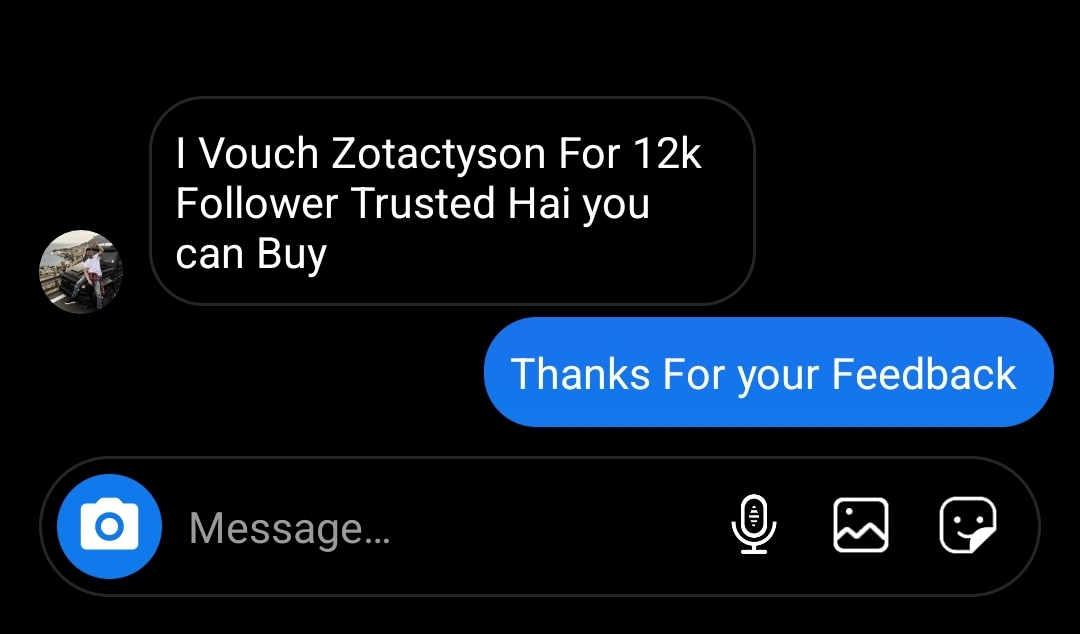 I Vouch Zotactyson For 12k
Follower Trusted Hai you
can Buy
Thanks For your Feedback
Message...